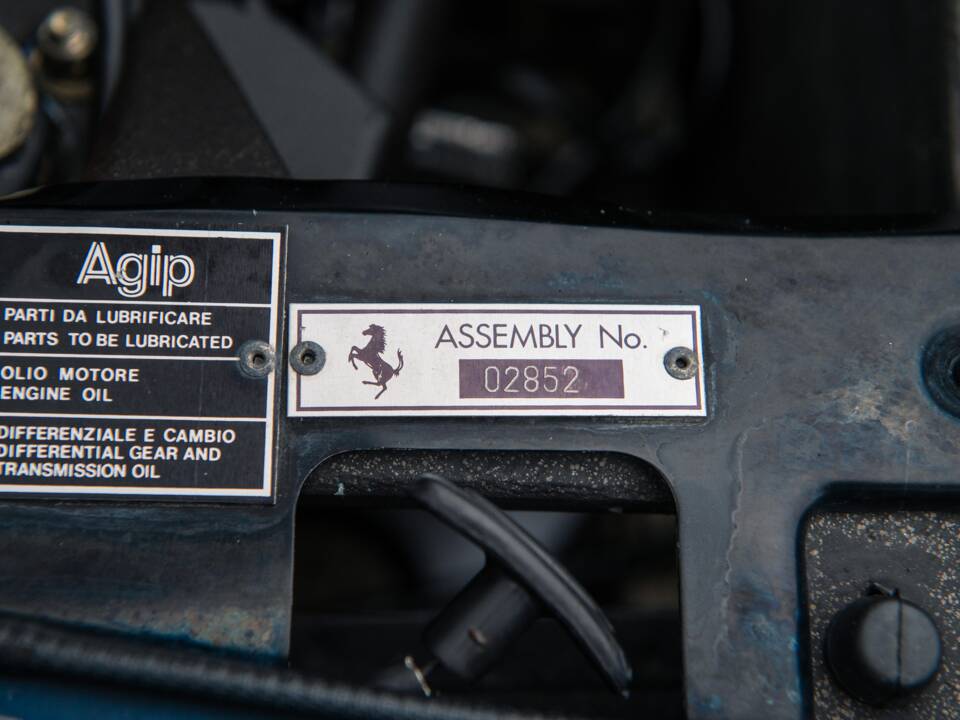 Agip
PARTI DA LUBRIFICARE
PARTS TO BE LUBRICATED
OLIO MOTORE
ENGINE OIL
DIFFERENZIALE E CAMBIO
DIFFERENTIAL GEAR AND
TRANSMISSION OIL
ASSEMBLY No.
02852